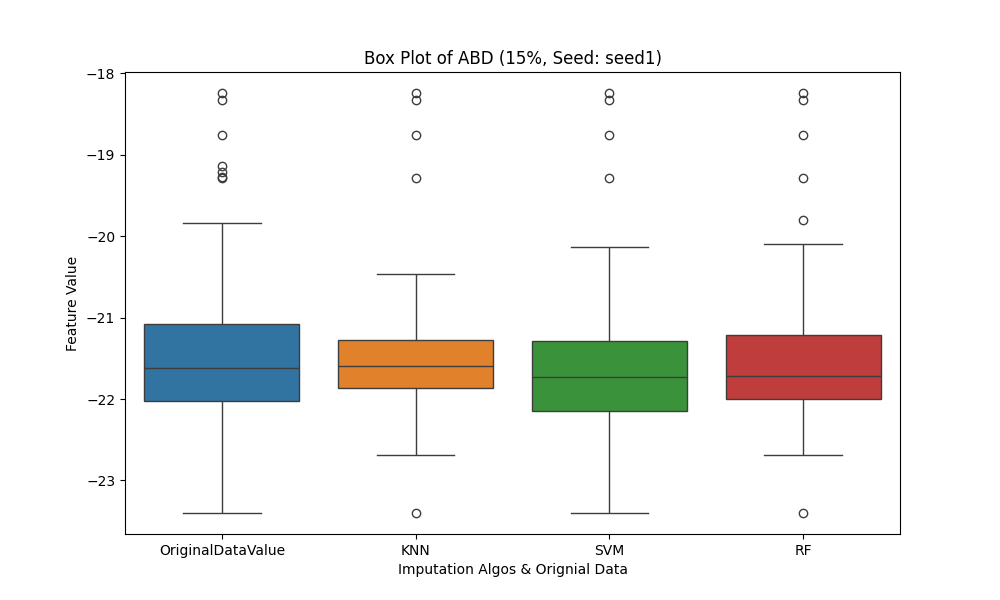 Box Plot of ABD (15%, Seed: seed1)
−18
−19
−20
−21
−22
−23
Feature Value
OriginalDataValue KNN SVM RF
Imputation Algos & Orignial Data